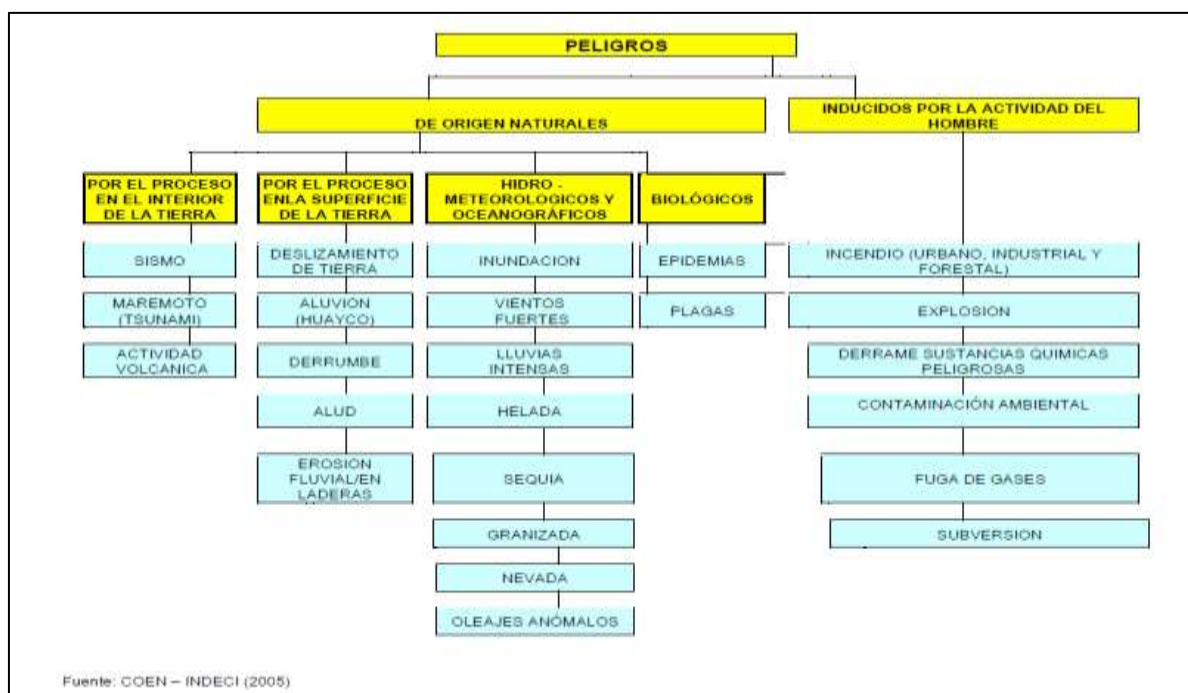 PELIGROS
DE ORIGEN NATURALES
INDUCIDOS POR LA ACTIVIDAD DEL
HOMBRE
POR EL PROCESO
EN EL INTERIOR
DE LA TIERRA
SISMO
MAREMOTO
(TSUNAMI)
ACTIVIDAD
VOLCANICA
POR EL PROCESO
ENLA SUPERFICIE
DE LA TIERRA
DESLIZAMIENTO
DE TIERRA
ALUVION
(HUAYCO)
DERRUMBE
ALUD
EROSION
FLUVIAL/EN
LADERAS
HIDRO -
METEOROLOGICOS Y
OCEANOGRÁFICOS
INUNDACION
VIENTOS
FUERTES
LLUVIAS
INTENSAS
HELADA
SEQUIA
GRANIZADA
NEVADA
OLEAJES ANÓMALOS
BIOLÓGICOS
EPIDEMIAS
PLAGAS
INCENDIO (URBANO, INDUSTRIAL Y
FORESTAL)
EXPLOSION
DERRAME SUSTANCIAS QUIMICAS
PELIGROSAS
CONTAMINACIÓN AMBIENTAL
FUGA DE GASES
SUBVERSION
Fuente: COEN – INDECI (2005)